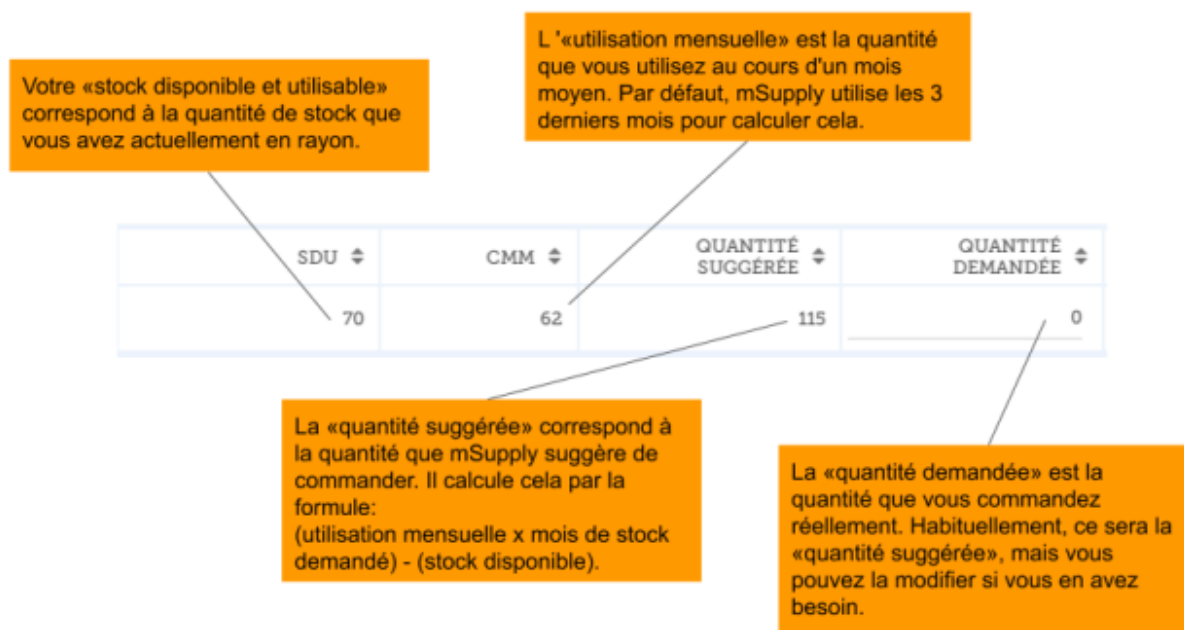 L '«utilisation mensuelle» est la quantité
que vous utilisez au cours d'un mois
moyen. Par défaut, mSupply utilise les 3
derniers mois pour calculer cela.
Votre «stock disponible et utilisable»
correspond à la quantité de stock que
vous avez actuellement en rayon.
SDU
CMM
QUANTITÉ
SUGGÉRÉE
QUANTITÉ
DEMANDÉE
70
62
115
0
La «quantité suggérée» correspond à
la quantité que mSupply suggère de
commander. Il calcule cela par la
formule:
(utilisation mensuelle x mois de stock
demandé) - (stock disponible).
La «quantité demandée» est la
quantité que vous commandez
réellement. Habituellement, ce sera la
«quantité suggérée», mais vous
pouvez la modifier si vous en avez
besoin.